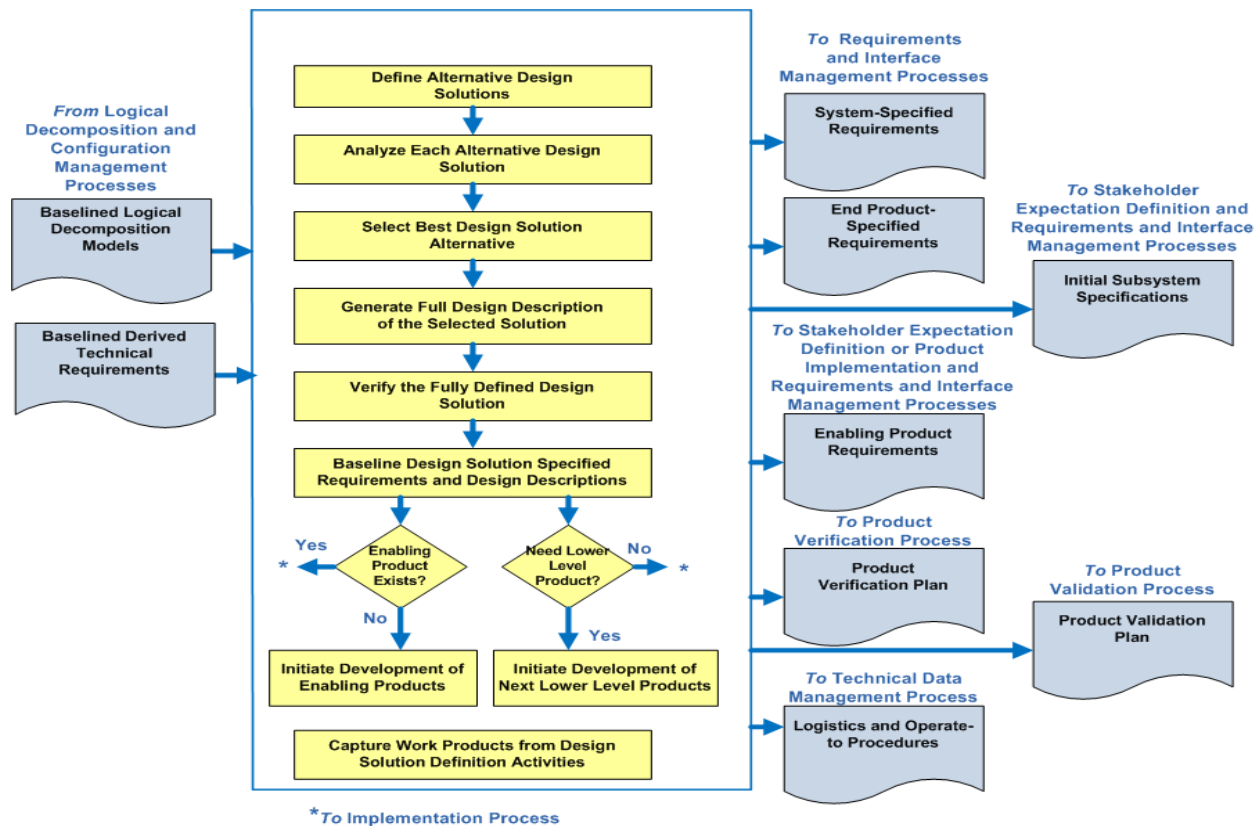 From Logical
Decomposition and
Configuration
Management
Processes
Baselined Logical
Decomposition
Models
Baselined Derived
Technical
Requirements
Define Alternative Design
Solutions
Analyze Each Alternative Design
Solution
Select Best Design Solution
Alternative
Generate Full Design Description
of the Selected Solution
Verify the Fully Defined Design
Solution
Baseline Design Solution Specified
Requirements and Design Descriptions
Yes
*
Enabling
Product
Exists?
Need Lower
Level
Product?
No
*
No
Yes
Initiate Development of
Enabling Products
Initiate Development of
Next Lower Level Products
Capture Work Products from Design
Solution Definition Activities
*To Implementation Process
To Requirements
and Interface
Management Processes
System-Specified
Requirements
End Product-
Specified
Requirements
To Stakeholder
Expectation Definition and
Requirements and Interface
Management Processes
Initial Subsystem
Specifications
To Stakeholder Expectation
Definition or Product
Implementation and
Requirements and Interface
Management Processes
Enabling Product
Requirements
To Product
Verification Process
Product
Verification Plan
To Product
Validation Process
Product Validation
Plan
To Technical Data
Management Process
Logistics and Operate-
to Procedures